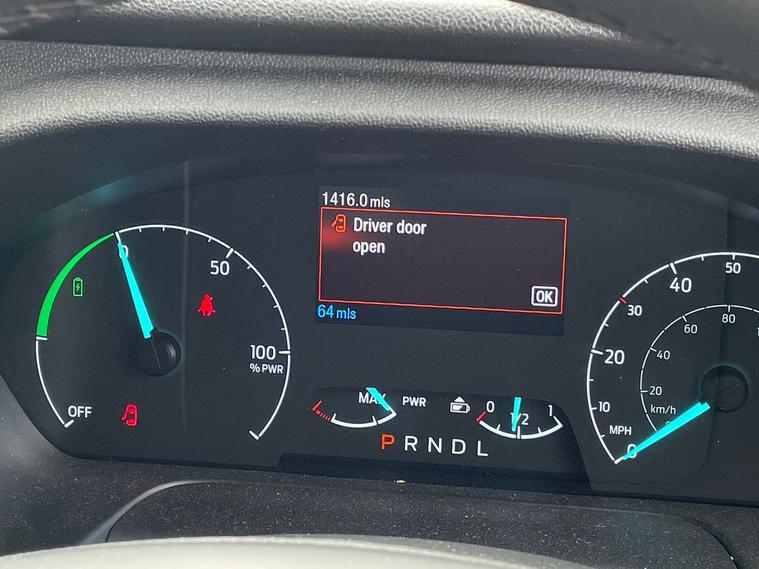 1416.0 mls
Driver door
open
OK
64 mls
0
50
100
% PWR
OFF
MAX PWR
0
1/2
1
P R N D L
0
10
20
30
40
50
MPH
20
40
60
80
km/h